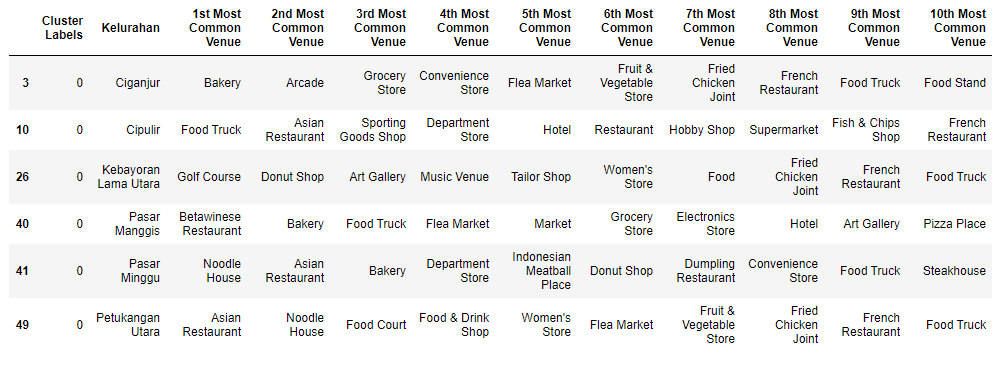 Cluster Labels Kelurahan 1st Most Common Venue 2nd Most Common Venue 3rd Most Common Venue 4th Most Common Venue 5th Most Common Venue 6th Most Common Venue 7th Most Common Venue 8th Most Common Venue 9th Most Common Venue 10th Most Common Venue
3 0 Ciganjur Bakery Arcade Grocery Store Convenience Store Flea Market Fruit & Vegetable Store Fried Chicken Joint French Restaurant Food Truck Food Stand
10 0 Cipulir Food Truck Asian Restaurant Sporting Goods Shop Department Store Hotel Restaurant Hobby Shop Supermarket Fish & Chips Shop French Restaurant
26 0 Kebayoran Lama Utara Golf Course Donut Shop Art Gallery Music Venue Tailor Shop Women's Store Food Fried Chicken Joint French Restaurant Food Truck
40 0 Pasar Manggis Betawinese Restaurant Bakery Food Truck Flea Market Market Grocery Store Electronics Store Hotel Art Gallery Pizza Place
41 0 Pasar Minggu Noodle House Asian Restaurant Bakery Department Store Indonesian Meatball Place Donut Shop Dumpling Restaurant Convenience Store Food Truck Steakhouse
49 0 Petukangan Utara Asian Restaurant Noodle House Food Court Food & Drink Shop Women's Store Flea Market Fruit & Vegetable Store Fried Chicken Joint French Restaurant Food Truck